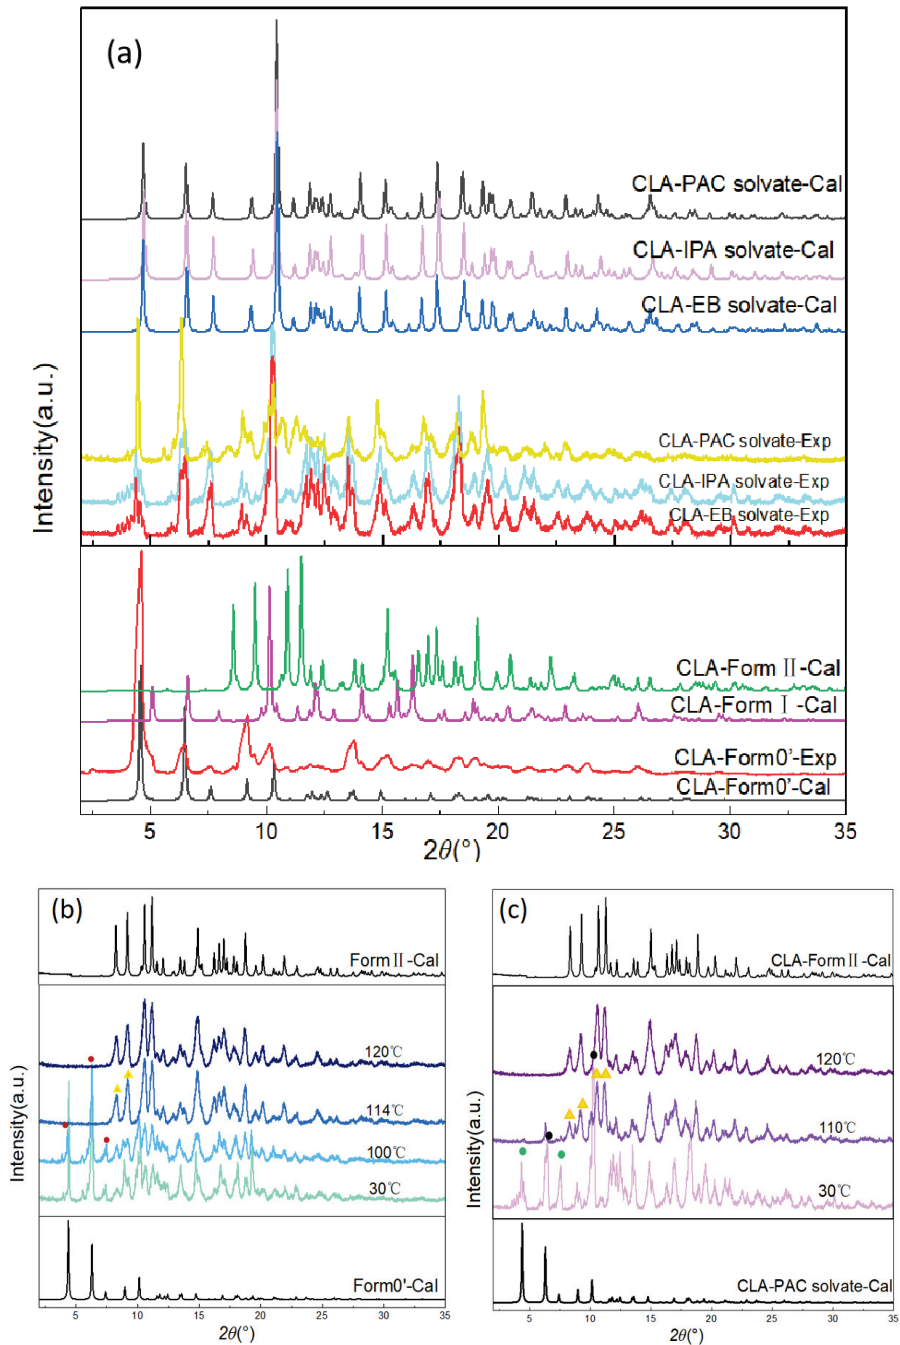 (a)
CLA-PAC solvate-Cal
CLA-IPA solvate-Cal
CLA-EB solvate-Cal
CLA-PAC solvate-Exp
CLA-IPA solvate-Exp
CLA-EB solvate-Exp
Intensity(a.u.)
CLA-Form Ⅱ-Cal
CLA-Form Ⅰ-Cal
CLA-Form0'-Exp
CLA-Form0'-Cal
5 10 15 20 25 30 35
2θ(°)
(b)
Form Ⅱ-Cal
120℃
114℃
100℃
30℃
Intensity(a.u.)
Form0'-Cal
5 10 15 20 25 30 35
2θ(°)
(c)
CLA-Form Ⅱ-Cal
120℃
110℃
30℃
Intensity(a.u.)
CLA-PAC solvate-Cal
5 10 15 20 25 30 35
2θ(°)